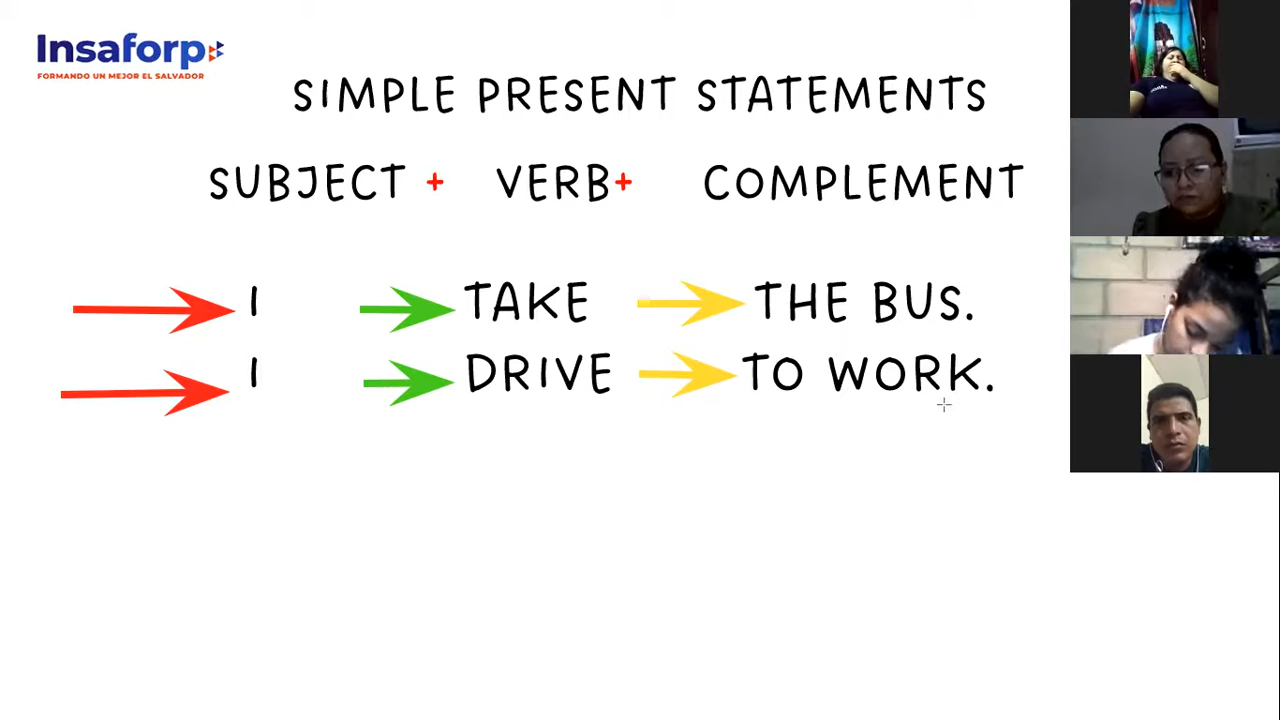 Insaforp
FORMANDO UN MEJOR EL SALVADOR
SIMPLE PRESENT STATEMENTS
SUBJECT + VERB+ COMPLEMENT
I TAKE THE BUS.
I DRIVE TO WORK.